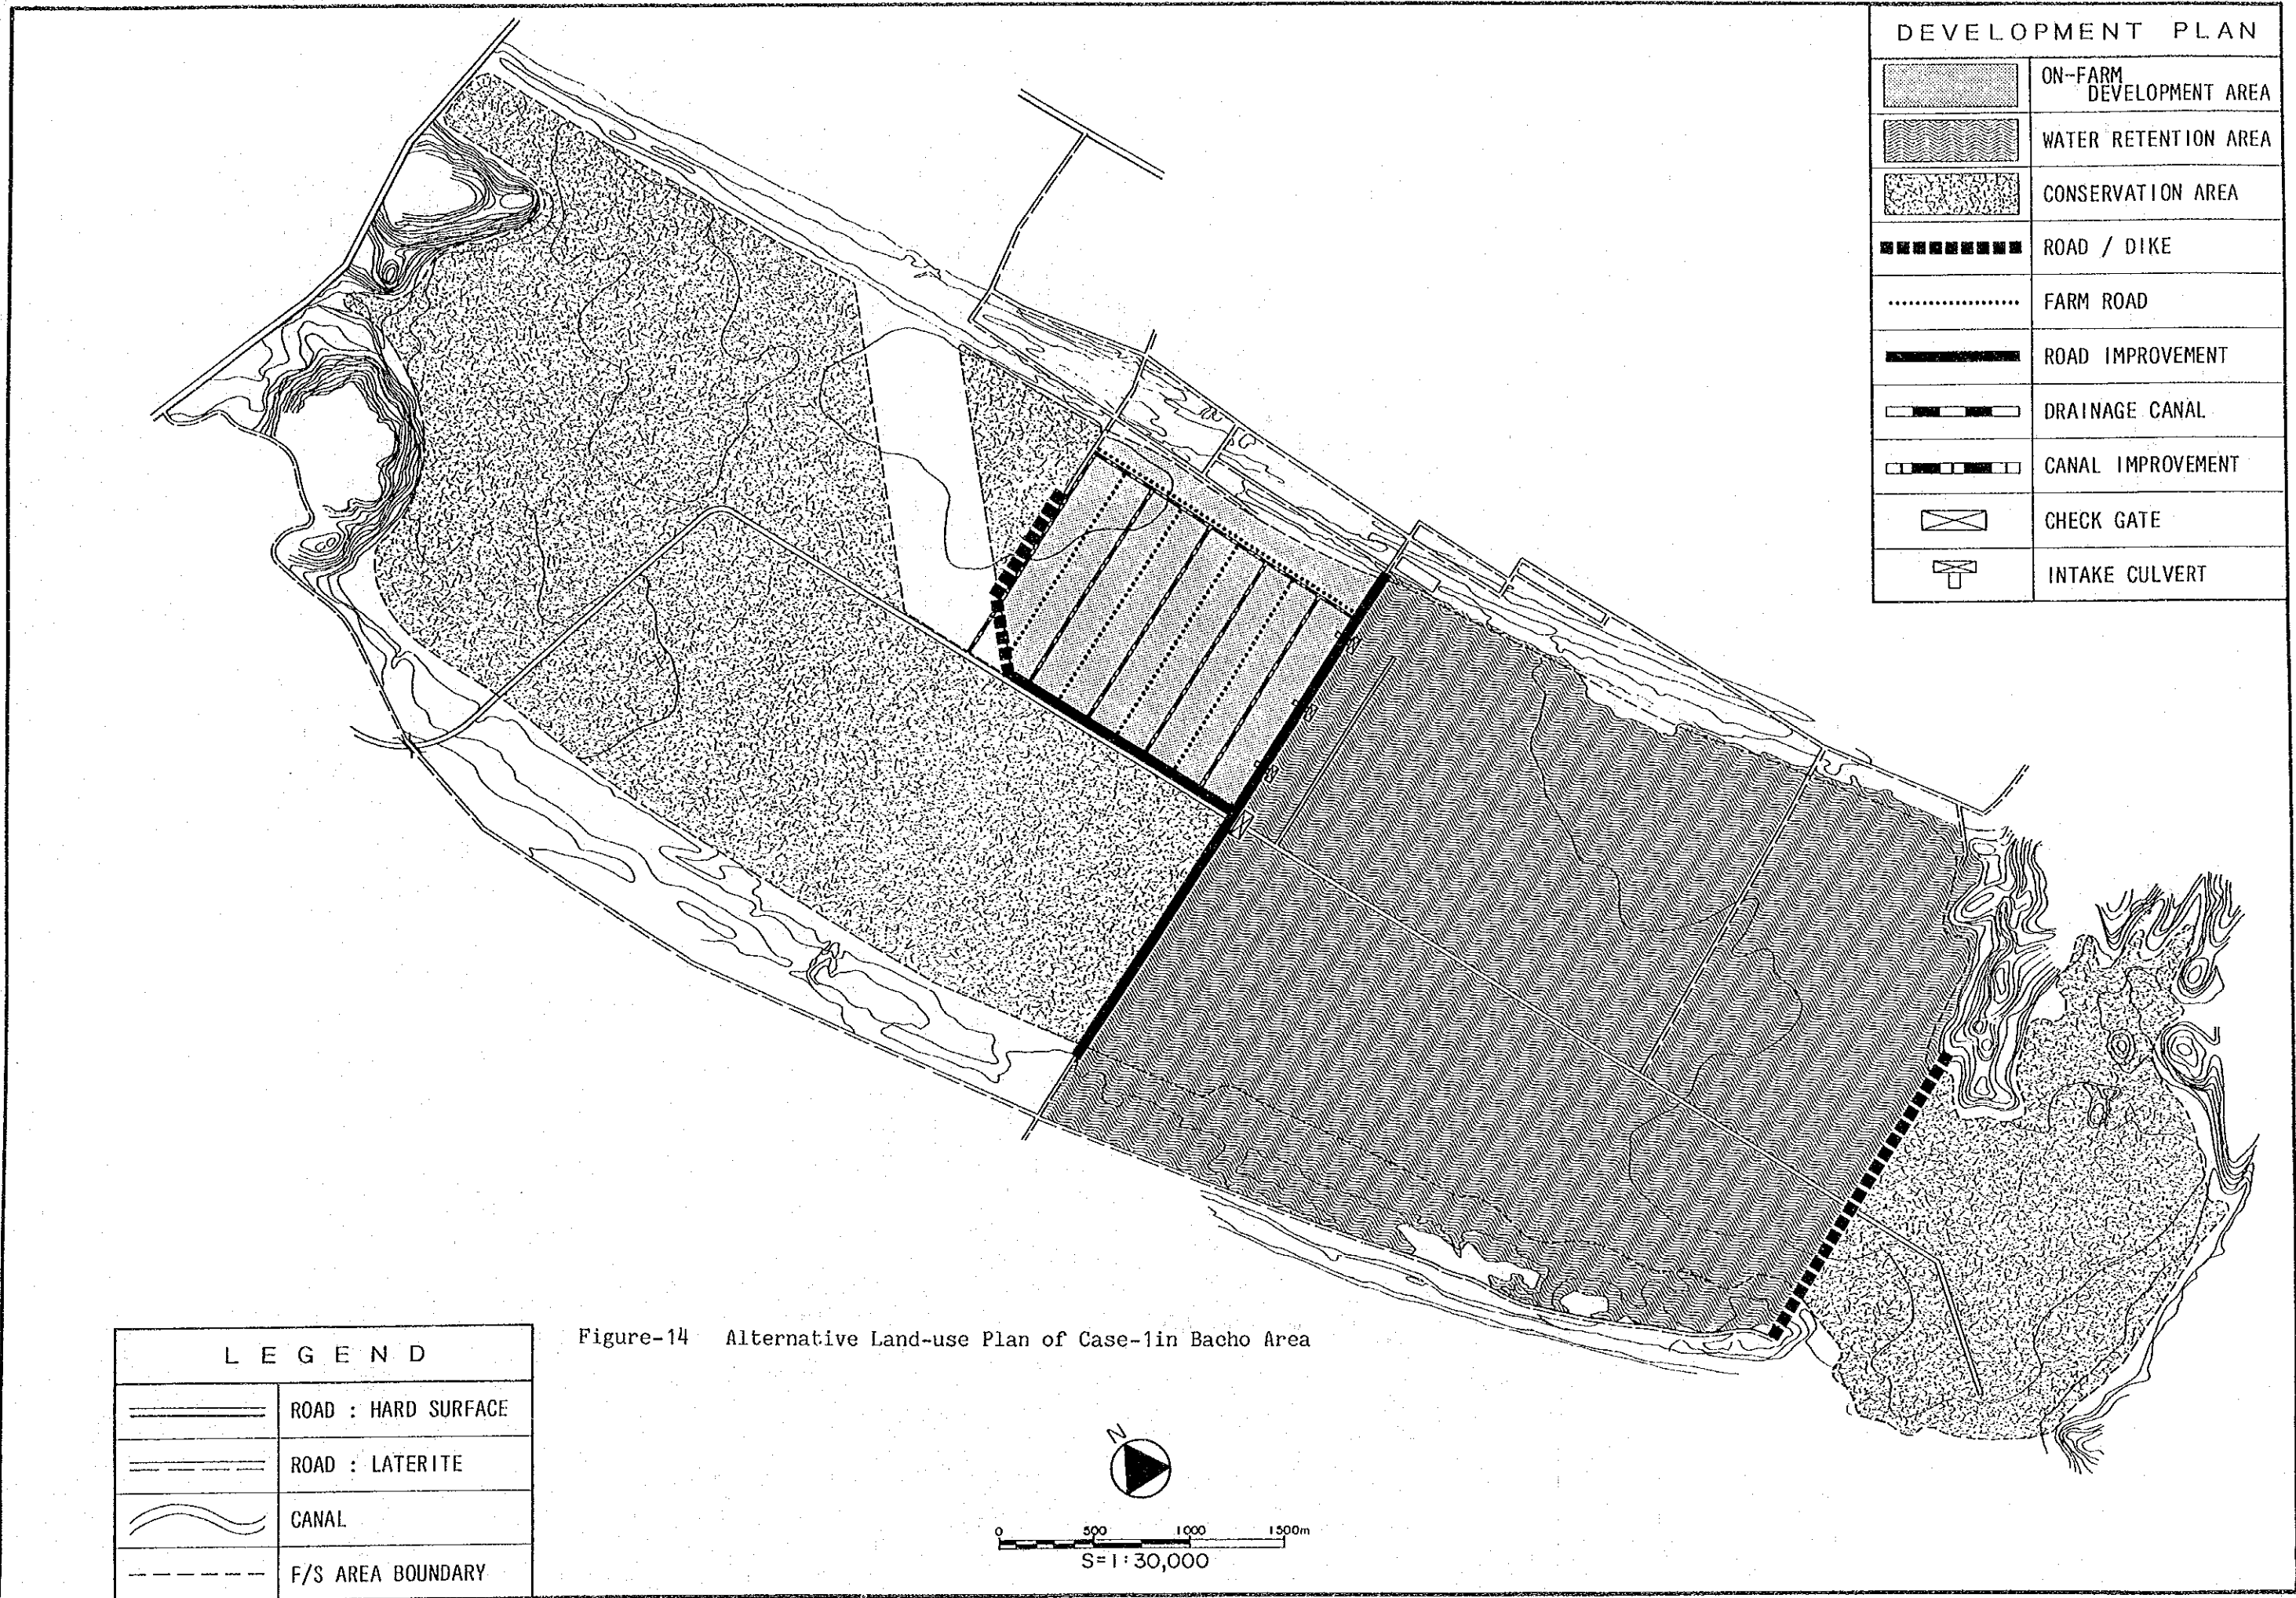 DEVELOPMENT PLAN
ON-FARM
DEVELOPMENT AREA
WATER RETENTION AREA
CONSERVATION AREA
ROAD / DIKE
FARM ROAD
ROAD IMPROVEMENT
DRAINAGE CANAL
CANAL IMPROVEMENT
CHECK GATE
INTAKE CULVERT
Figure-14 Alternative Land-use Plan of Case-1in Bacho Area
LEGEND
ROAD : HARD SURFACE
ROAD : LATERITE
CANAL
F/S AREA BOUNDARY
N
0 500 1000 1500m
S=1:30,000